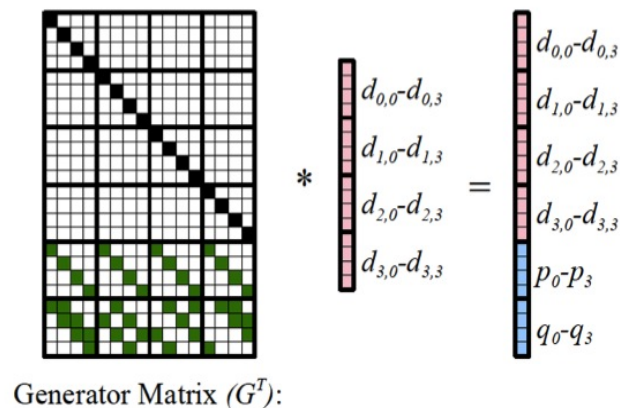 d0,0-d0,3
d1,0-d1,3
d2,0-d2,3
d3,0-d3,3
*
=
d0,0-d0,3
d1,0-d1,3
d2,0-d2,3
d3,0-d3,3
p0-p3
q0-q3
Generator Matrix (G^T):